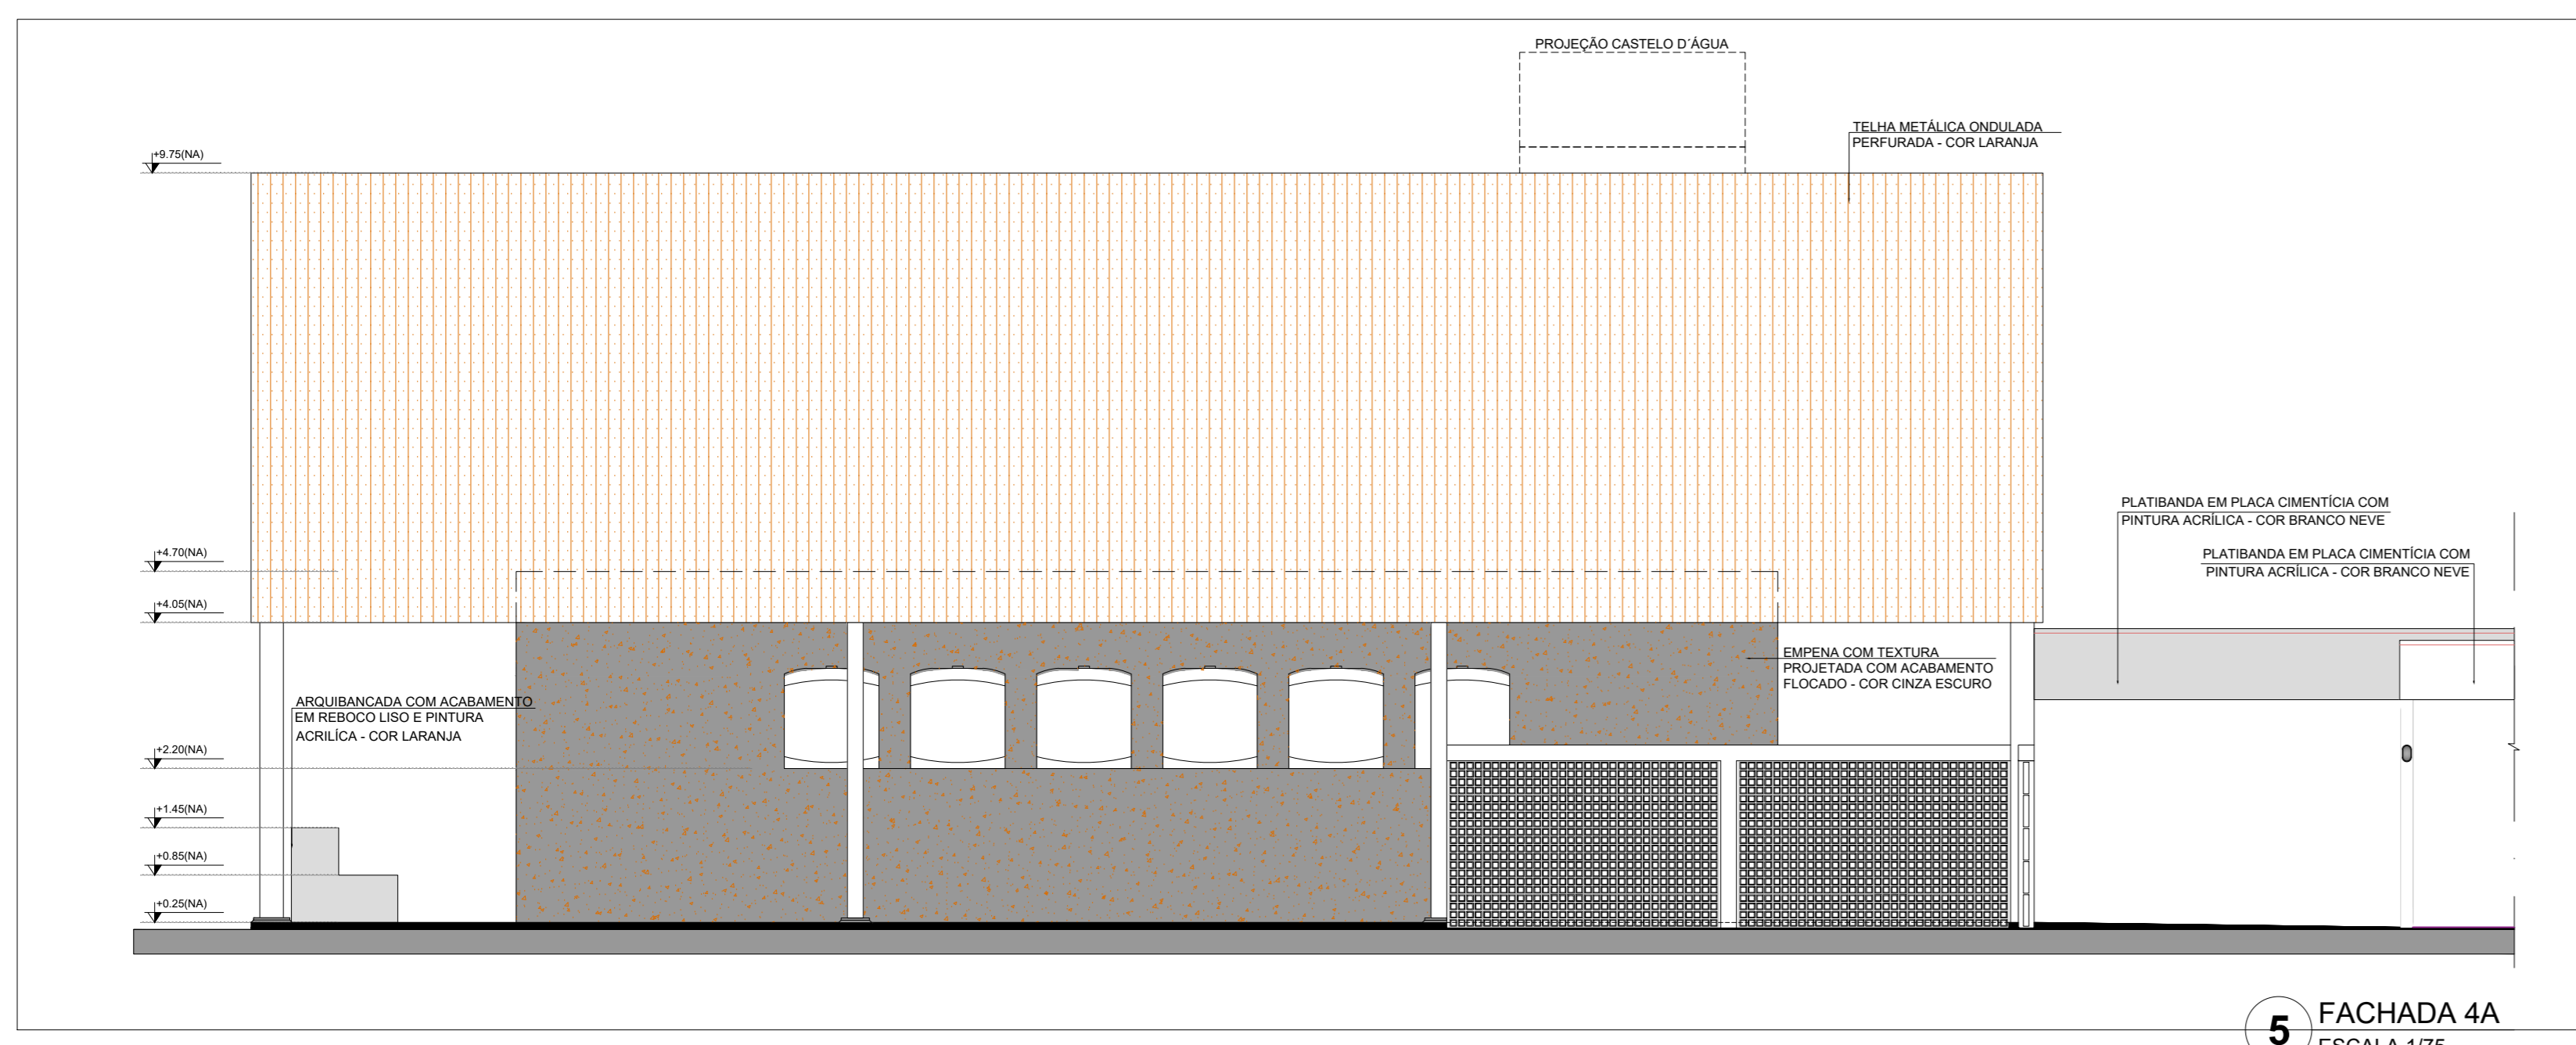 PROJEÇÃO CASTELO D´ÁGUA
TELHA METÁLICA ONDULADA
PERFURADA - COR LARANJA
+9.75(NA)
PLATIBANDA EM PLACA CIMENTÍCIA COM
PINTURA ACRÍLICA - COR BRANCO NEVE
PLATIBANDA EM PLACA CIMENTÍCIA COM
PINTURA ACRÍLICA - COR BRANCO NEVE
+4.70(NA)
+4.05(NA)
EMPENA COM TEXTURA
PROJETADA COM ACABAMENTO
FLOCADO - COR CINZA ESCURO
ARQUIBANCADA COM ACABAMENTO
EM REBOCO LISO E PINTURA
ACRILÍCA - COR LARANJA
+2.20(NA)
+1.45(NA)
+0.85(NA)
+0.25(NA)
5 FACHADA 4A
ESCALA 1/75